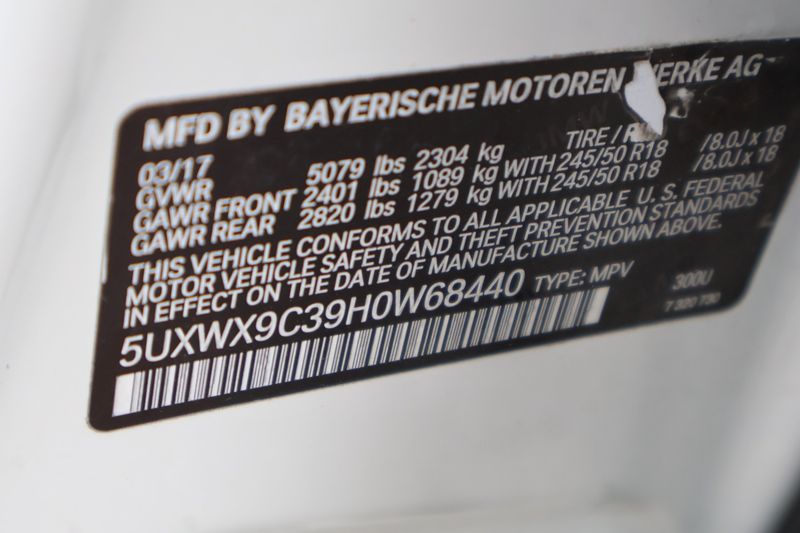 MFD BY BAYERISCHE MOTOREN WERKE AG
03/17 TIRE /
GVWR 5079 lbs 2304 kg
GAWR FRONT 2401 lbs 1089 kg WITH 245/50 R18 /8.0J x 18
GAWR REAR 2820 lbs 1279 kg WITH 245/50 R18 /8.0J x 18
THIS VEHICLE CONFORMS TO ALL APPLICABLE U. S. FEDERAL
MOTOR VEHICLE SAFETY AND THEFT PREVENTION STANDARDS
IN EFFECT ON THE DATE OF MANUFACTURE SHOWN ABOVE.
5UXWX9C39H0W68440 TYPE: MPV 300U
7 320 730